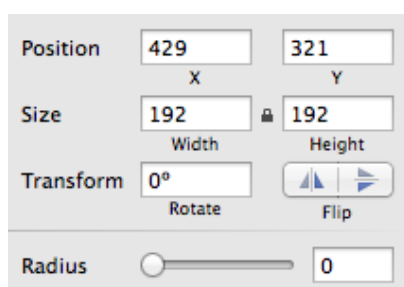 Position 429 321
X Y
Size 192 192
Width Height
Transform 0°
Rotate Flip
Radius 0